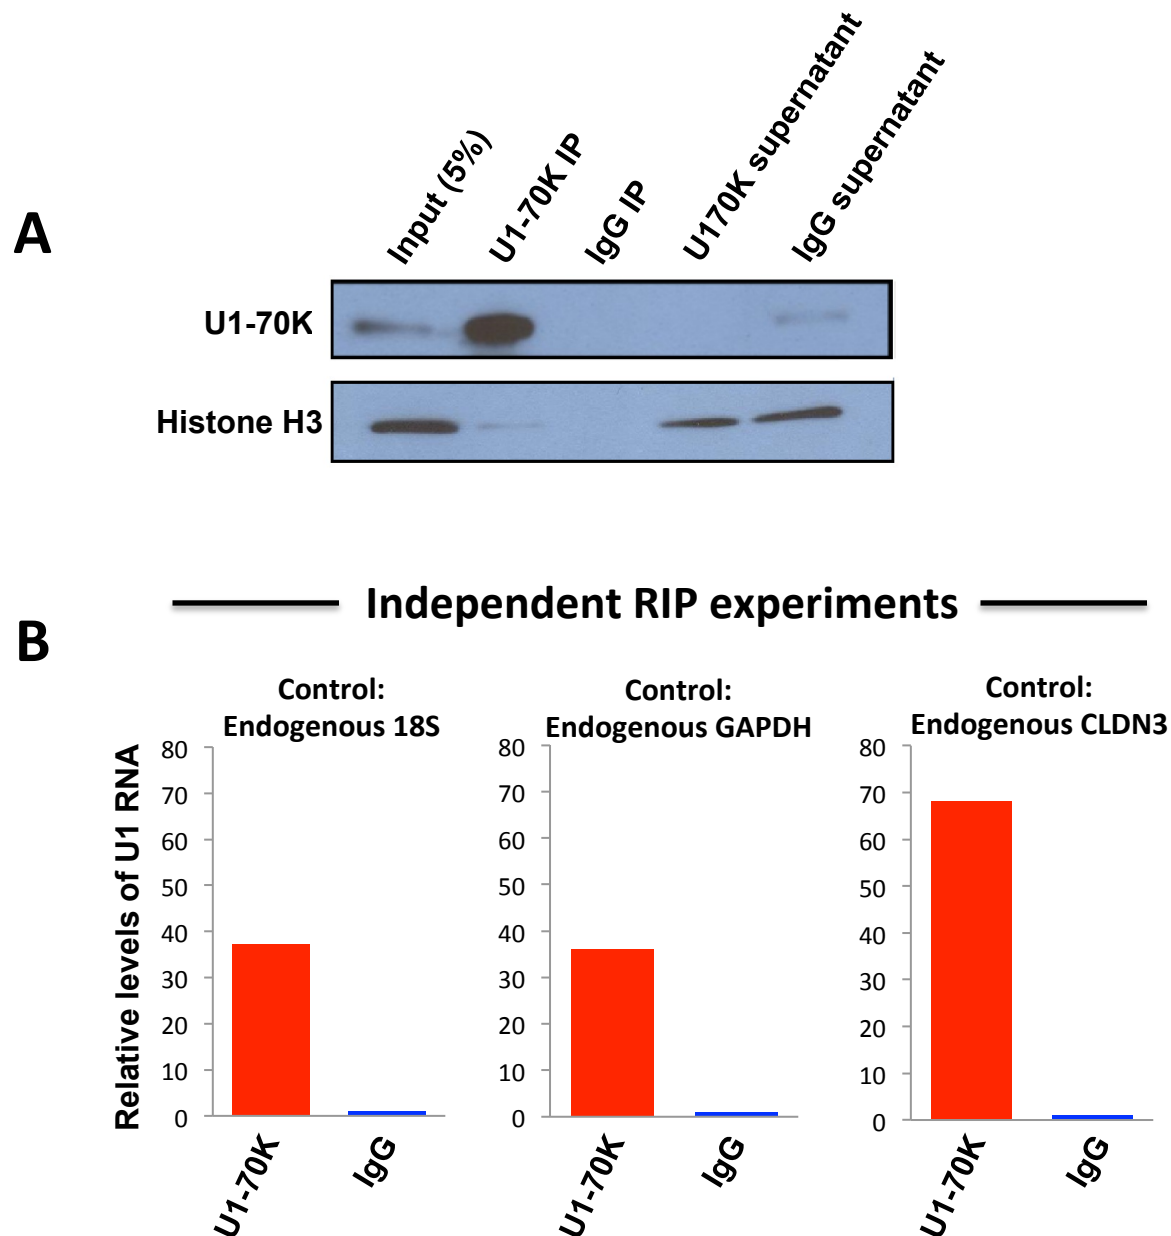 A
Input (5%)
U1-70K IP
IgG IP
U170K supernatant
IgG supernatant
U1-70K
Histone H3
B
Independent RIP experiments
Relative levels of U1 RNA
Control:
Endogenous 18S
80
70
60
50
40
30
20
10
0
U1-70K
IgG
Control:
Endogenous GAPDH
80
70
60
50
40
30
20
10
0
U1-70K
IgG
Control:
Endogenous CLDN3
80
70
60
50
40
30
20
10
0
U1-70K
IgG